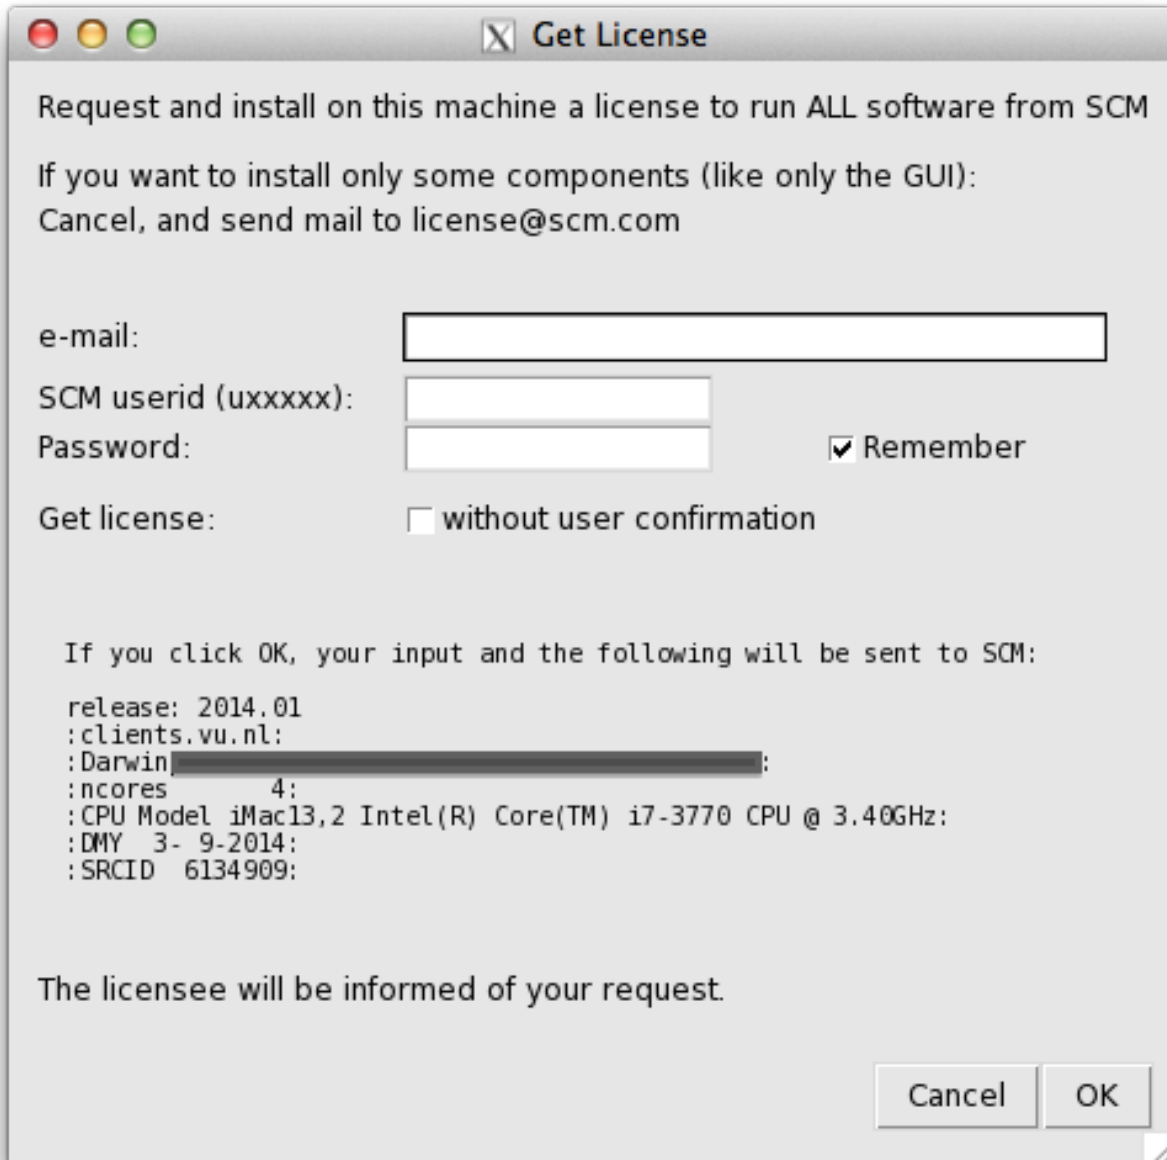 Get License
Request and install on this machine a license to run ALL software from SCM
If you want to install only some components (like only the GUI):
Cancel, and send mail to license@scm.com
e-mail:
SCM userid (uxxxxx):
Password:
Remember
Get license:
without user confirmation
If you click OK, your input and the following will be sent to SCM:
release: 2014.01
:clients.vu.nl:
:Darwin :
:ncores 4:
:CPU Model iMac13,2 Intel(R) Core(TM) i7-3770 CPU @ 3.40GHz:
:DMY 3- 9-2014:
:SRCID 6134909:
The licensee will be informed of your request.
Cancel
OK